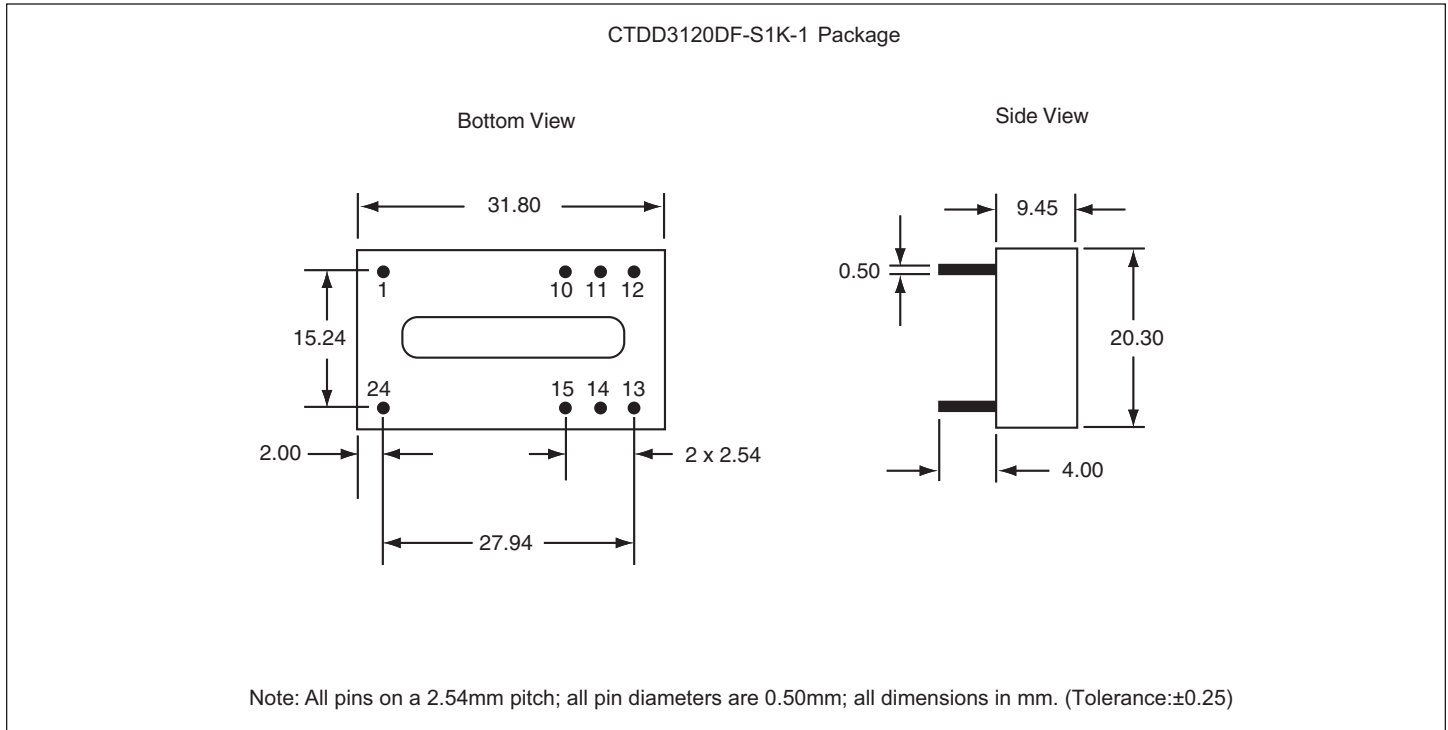 CTDD3120DF-S1K-1 Package
Bottom View
Side View
31.80
9.45
0.50
1
10 11 12
15.24
20.30
24
15 14 13
2.00
2 x 2.54
4.00
27.94
Note: All pins on a 2.54mm pitch; all pin diameters are 0.50mm; all dimensions in mm. (Tolerance:±0.25)